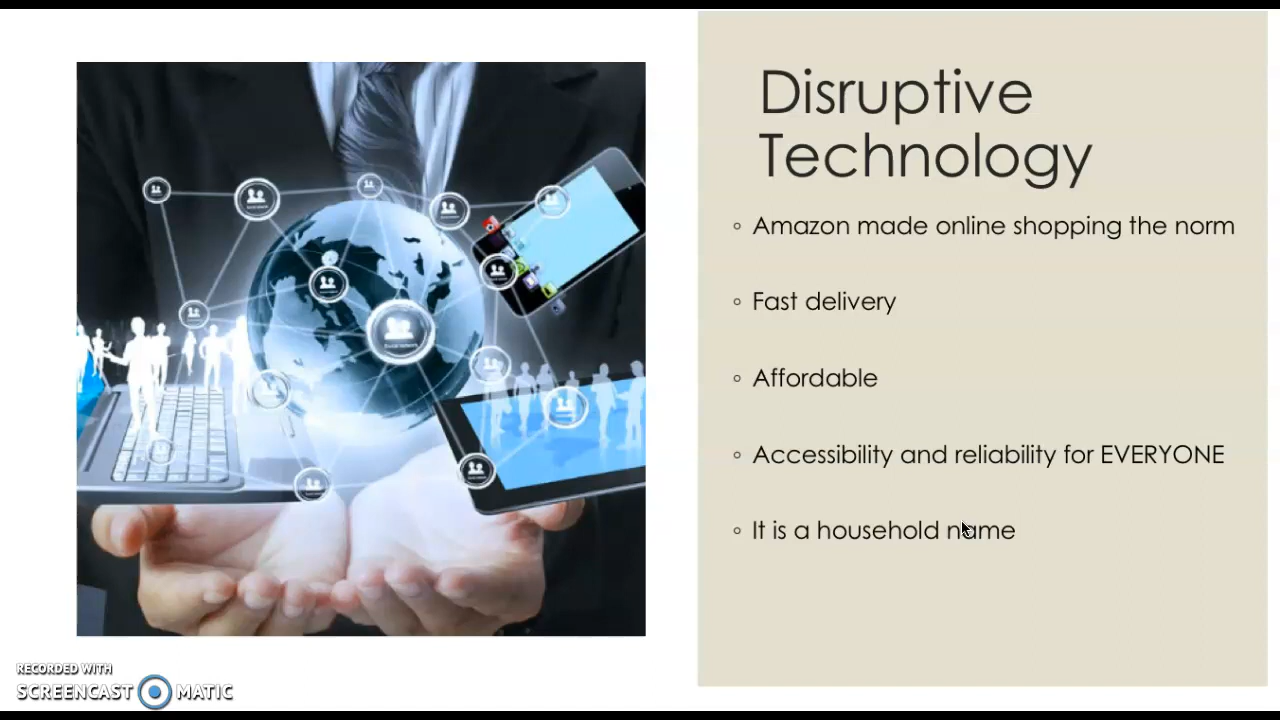 Disruptive
Technology
◦ Amazon made online shopping the norm
◦ Fast delivery
◦ Affordable
◦ Accessibility and reliability for EVERYONE
◦ It is a household name
RECORDED WITH
SCREENCAST MATIC